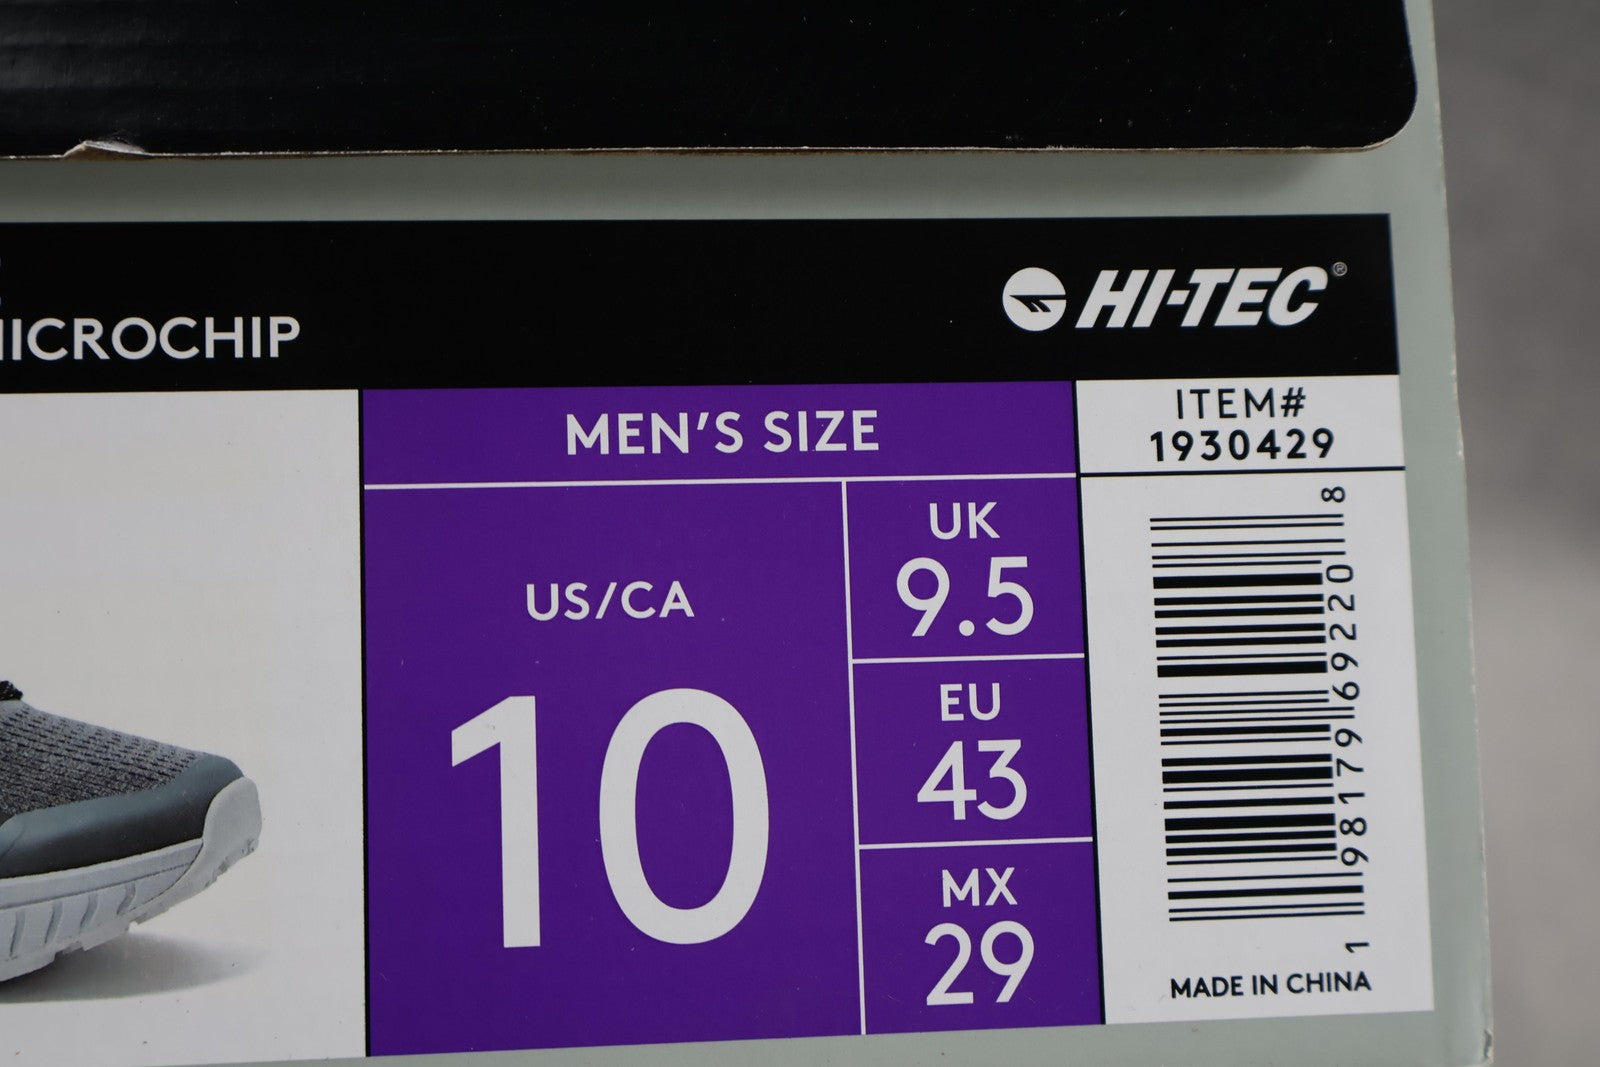 HI-TEC®
MICROCHIP
MEN'S SIZE
ITEM#
1930429
US/CA
10
UK
9.5
EU
43
MX
29
1 98179 69220 8
MADE IN CHINA